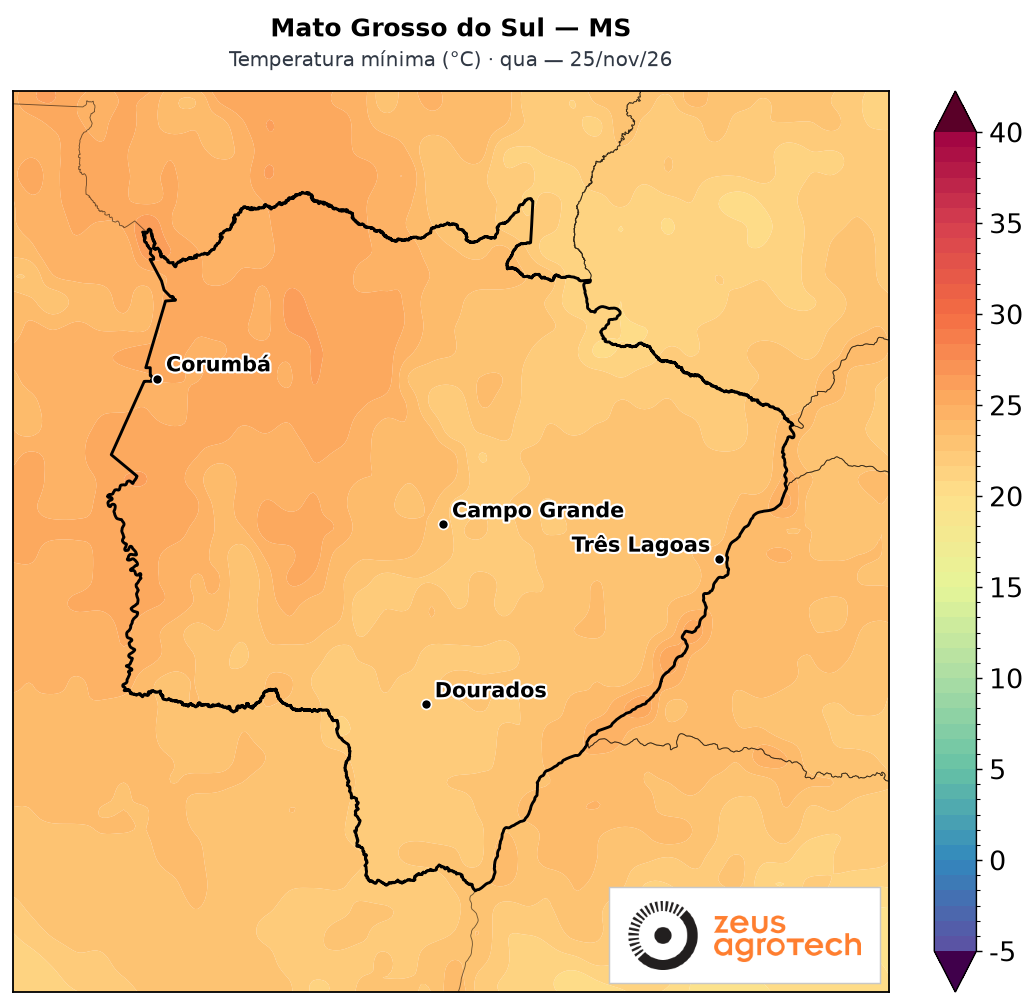 Mato Grosso do Sul — MS
Temperatura mínima (°C) · qua — 25/nov/26
40
35
30
25
20
15
10
5
0
-5
Corumbá
Campo Grande
Três Lagoas
Dourados
zeus
agrotech